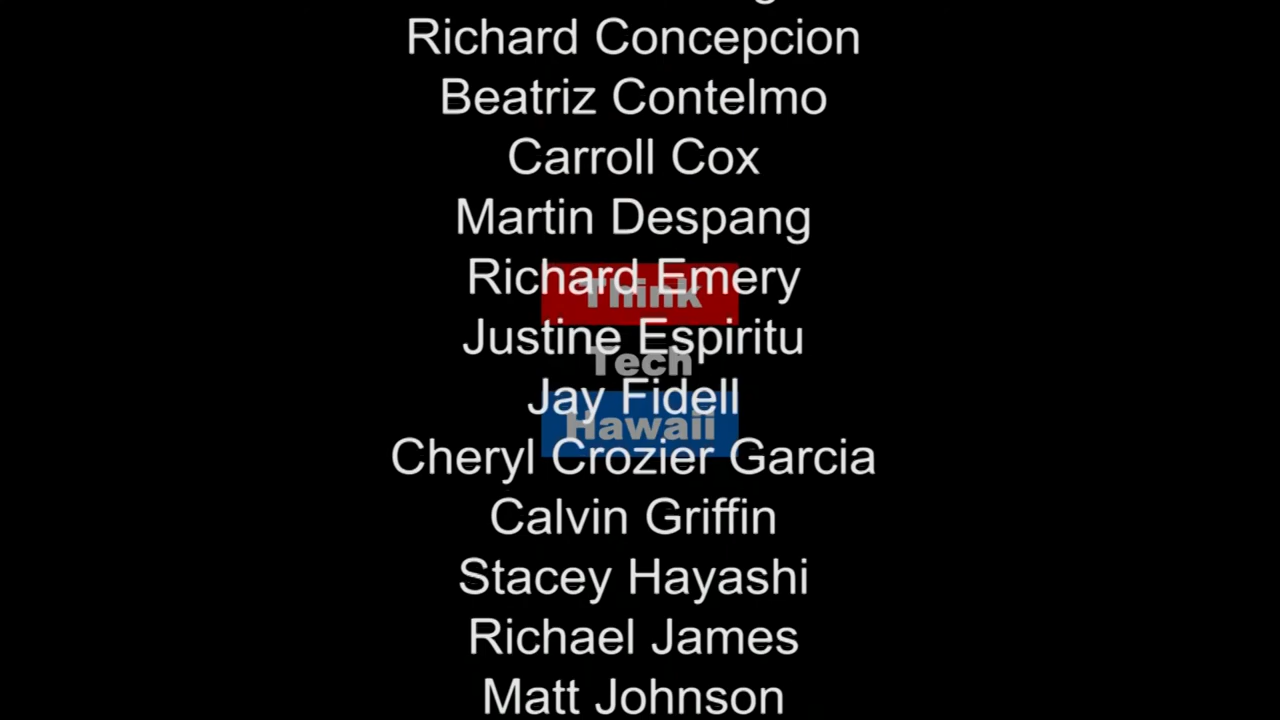 Richard Concepcion
Beatriz Contelmo
Carroll Cox
Martin Despang
Richard Emery
Think
Justine Espiritu
Tech
Jay Fidell
Hawaii
Cheryl Crozier Garcia
Calvin Griffin
Stacey Hayashi
Richael James
Matt Johnson